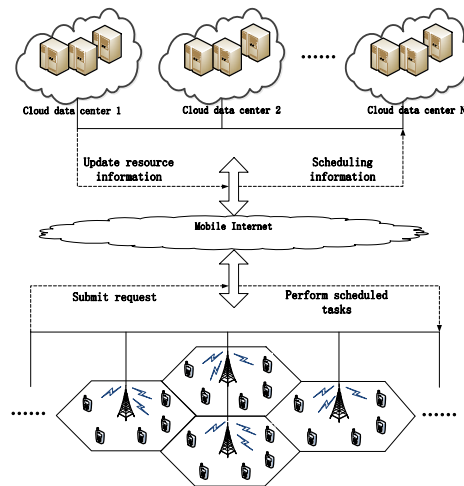 Cloud data center 1
Cloud data center 2
Cloud data center N
Update resource
information
Scheduling
information
Mobile Internet
Submit request
Perform scheduled
tasks